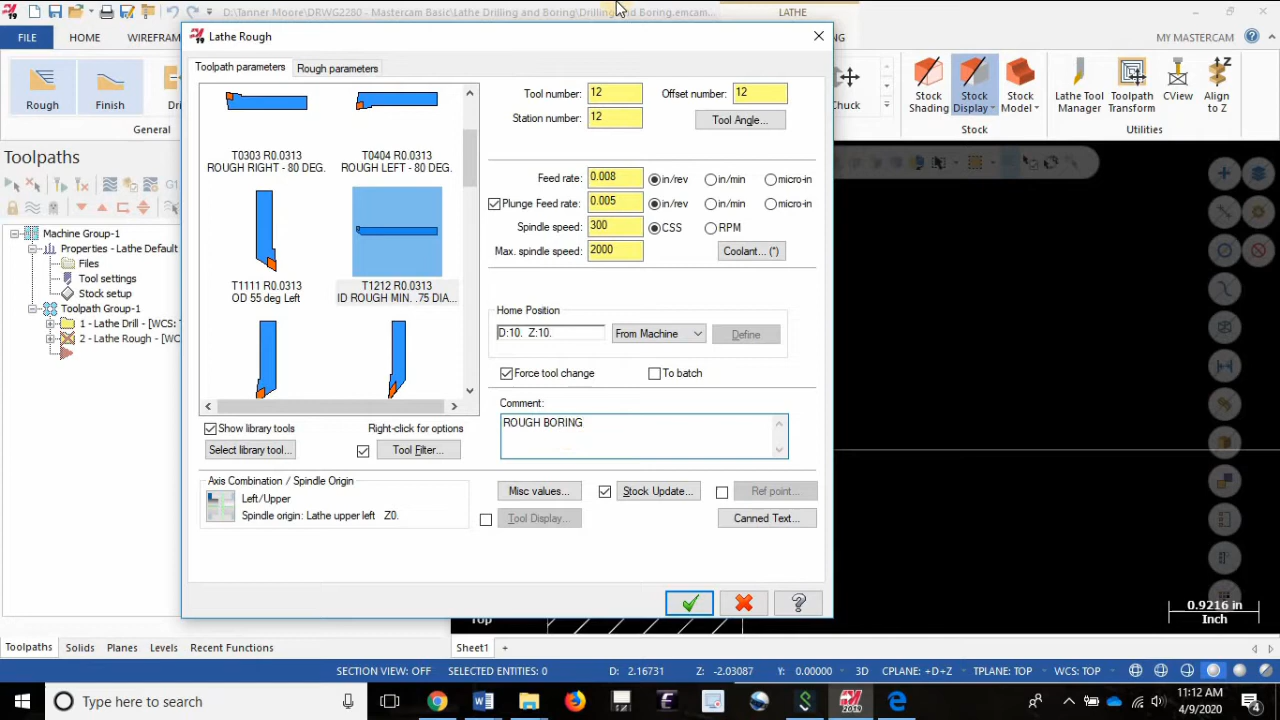 D:\Tanner Moore\DRWG2280 - Mastercam Basic\Lathe Drilling and Boring\Drilling and Boring.emcam...
LATHE
FILE
HOME
WIREFRAM
MY MASTERCAM
Lathe Rough
Toolpath parameters
Rough parameters
Rough
Finish
Dri
General
Chuck
Stock Shading
Stock Display
Stock Model
Stock
Lathe Tool Manager
Toolpath Transform
CView
Align to Z
Utilities
Toolpaths
G1
Machine Group-1
Properties - Lathe Default
Files
Tool settings
Stock setup
Toolpath Group-1
1 - Lathe Drill - [WCS:
2 - Lathe Rough - [WCS:
T0303 R0.0313
ROUGH RIGHT - 80 DEG.
T0404 R0.0313
ROUGH LEFT - 80 DEG.
T1111 R0.0313
OD 55 deg Left
T1212 R0.0313
ID ROUGH MIN. .75 DIA...
Show library tools
Right-click for options
Select library tool...
Tool Filter...
Axis Combination / Spindle Origin
Left/Upper
Spindle origin: Lathe upper left Z0.
Tool number: 12
Offset number: 12
Station number: 12
Tool Angle...
Feed rate: 0.008 in/rev in/min micro-in
Plunge Feed rate: 0.005 in/rev in/min micro-in
Spindle speed: 300 CSS RPM
Max. spindle speed: 2000
Coolant... (*)
Home Position
D:10. Z:10.
From Machine
Define
Force tool change
To batch
Comment:
ROUGH BORING
Misc values...
Stock Update...
Ref point...
Tool Display...
Canned Text...
Top
0.9216 in
Inch
Toolpaths
Solids
Planes
Levels
Recent Functions
Sheet1
SECTION VIEW: OFF
SELECTED ENTITIES: 0
D: 2.16731
Z: -2.03087
Y: 0.00000
3D
CPLANE: +D+Z
TPLANE: TOP
WCS: TOP
Type here to search
11:12 AM
4/9/2020